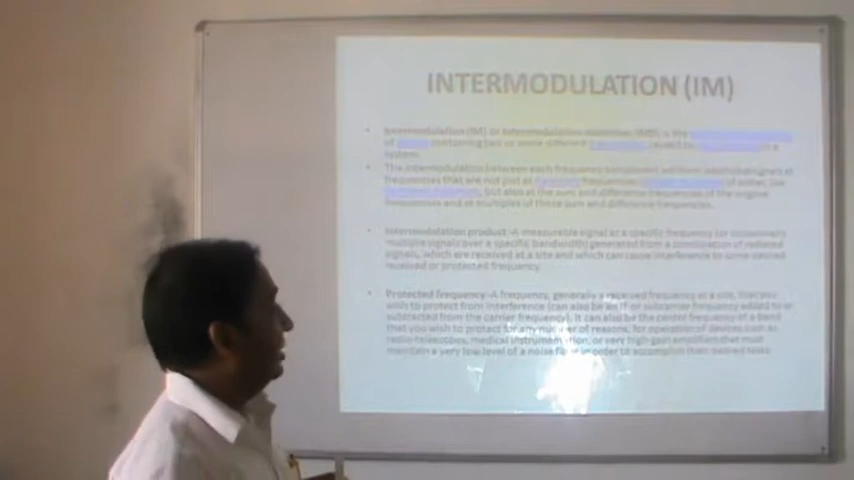 INTERMODULATION (IM)
• Intermodulation (IM) or intermodulation distortion (IMD) is the
of containing two or more different caused by in a
system.
• The intermodulation between each frequency component will form additional signals at
frequencies that are not just at frequencies of either, like
but also at the sum and difference frequencies of the original
frequencies and at multiples of those sum and difference frequencies.
• Intermodulation product -A measurable signal at a specific frequency (or occasionally
multiple signals over a specific bandwidth) generated from a combination of radiated
signals, which are received at a site and which can cause interference to some desired
received or protected frequency.
• Protected frequency -A frequency, generally a received frequency at a site, that you
wish to protect from interference (can also be an IF or subcarrier frequency added to or
subtracted from the carrier frequency). It can also be the center frequency of a band
that you wish to protect for any number of reasons, for operation of devices such as
radio-telescopes, medical instrumentation, or very high-gain amplifiers that must
maintain a very low level of a noise floor in order to accomplish their desired tasks